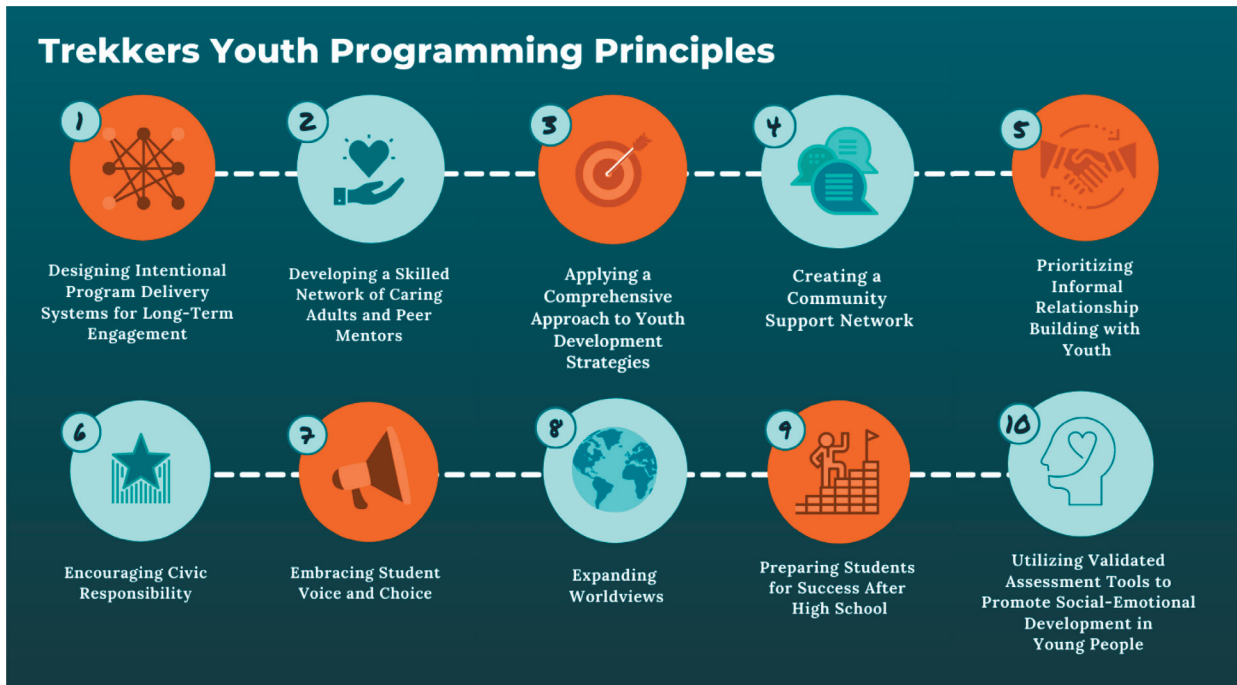 Trekkers Youth Programming Principles
1
Designing Intentional
Program Delivery
Systems for Long-Term
Engagement
2
Developing a Skilled
Network of Caring
Adults and Peer
Mentors
3
Applying a
Comprehensive
Approach to Youth
Development
Strategies
4
Creating a
Community
Support Network
5
Prioritizing
Informal
Relationship
Building with
Youth
6
Encouraging Civic
Responsibility
7
Embracing Student
Voice and Choice
8
Expanding
Worldviews
9
Preparing Students
for Success After
High School
10
Utilizing Validated
Assessment Tools to
Promote Social-Emotional
Development in
Young People